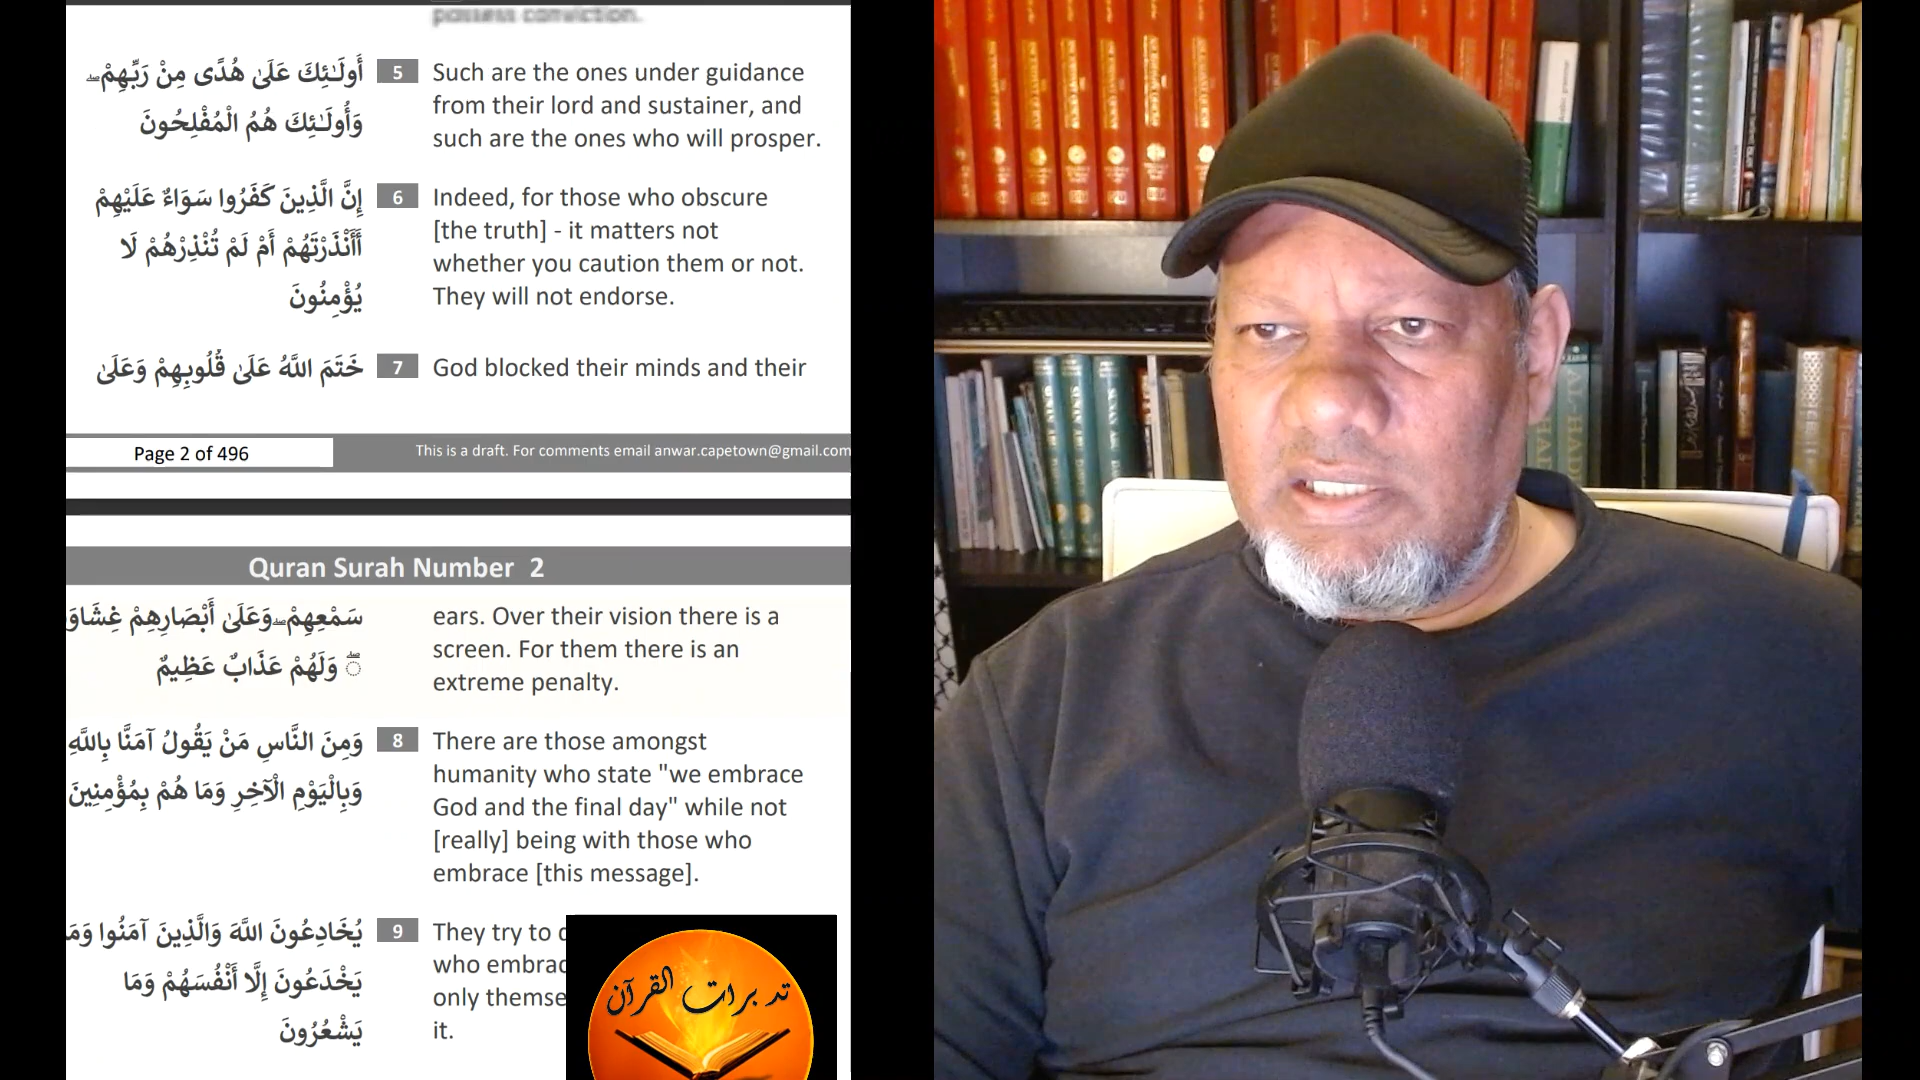 possess conviction.
أُولَـٰئِكَ عَلَىٰ هُدًى مِنْ رَبِّهِمْ ۖ
وَأُولَـٰئِكَ هُمُ الْمُفْلِحُونَ
5
Such are the ones under guidance
from their lord and sustainer, and
such are the ones who will prosper.
إِنَّ الَّذِينَ كَفَرُوا سَوَاءٌ عَلَيْهِمْ
أَأَنْذَرْتَهُمْ أَمْ لَمْ تُنْذِرْهُمْ لَا
يُؤْمِنُونَ
6
Indeed, for those who obscure
[the truth] - it matters not
whether you caution them or not.
They will not endorse.
خَتَمَ اللَّهُ عَلَىٰ قُلُوبِهِمْ وَعَلَىٰ
7
God blocked their minds and their
Page 2 of 496
This is a draft. For comments email anwar.capetown@gmail.com
Quran Surah Number 2
سَمْعِهِمْ ۖ وَعَلَىٰ أَبْصَارِهِمْ غِشَاوَ
ۖ وَلَهُمْ عَذَابٌ عَظِيمٌ
ears. Over their vision there is a
screen. For them there is an
extreme penalty.
وَمِنَ النَّاسِ مَنْ يَقُولُ آمَنَّا بِاللَّهِ
وَبِالْيَوْمِ الْآخِرِ وَمَا هُمْ بِمُؤْمِنِينَ
8
There are those amongst
humanity who state "we embrace
God and the final day" while not
[really] being with those who
embrace [this message].
يُخَادِعُونَ اللَّهَ وَالَّذِينَ آمَنُوا وَمَ
يَخْدَعُونَ إِلَّا أَنْفُسَهُمْ وَمَا
يَشْعُرُونَ
9
They try to
who embrac
only themse
it.
تدبرات القرآن